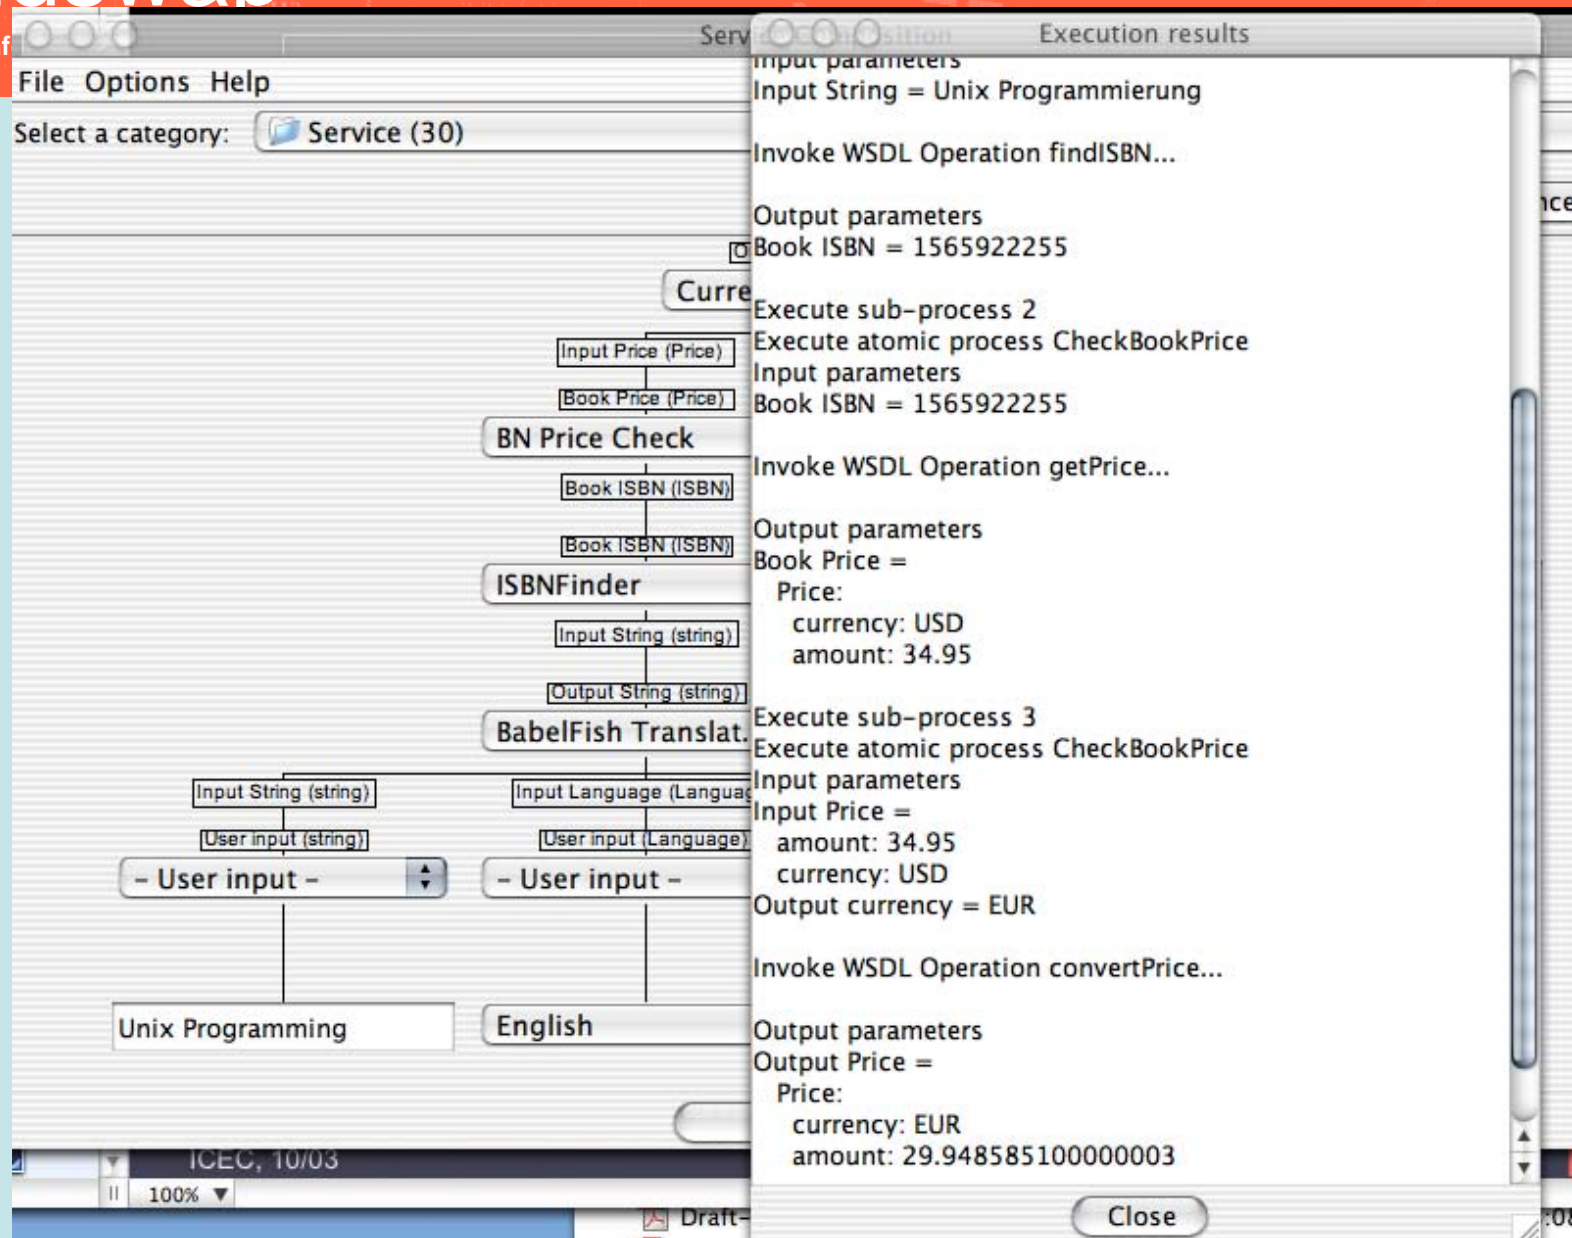 Execution results
File Options Help
Select a category: Service (30)
Input Price (Price)
Book Price (Price)
BN Price Check
Book ISBN (ISBN)
Book ISBN (ISBN)
ISBNFinder
Input String (string)
Output String (string)
BabelFish Translat.
Input String (string)
Input Language
User input (string)
User input (Language)
- User input -
- User input -
Unix Programming
English
Input parameters
Input String = Unix Programmierung
Invoke WSDL Operation findISBN...
Output parameters
Book ISBN = 1565922255
Execute sub-process 2
Execute atomic process CheckBookPrice
Input parameters
Book ISBN = 1565922255
Invoke WSDL Operation getPrice...
Output parameters
Book Price =
Price:
currency: USD
amount: 34.95
Execute sub-process 3
Execute atomic process CheckBookPrice
Input parameters
Input Price =
amount: 34.95
currency: USD
Output currency = EUR
Invoke WSDL Operation convertPrice...
Output parameters
Output Price =
Price:
currency: EUR
amount: 29.948585100000003
Close
ICEC, 10/03
100%
Draft-